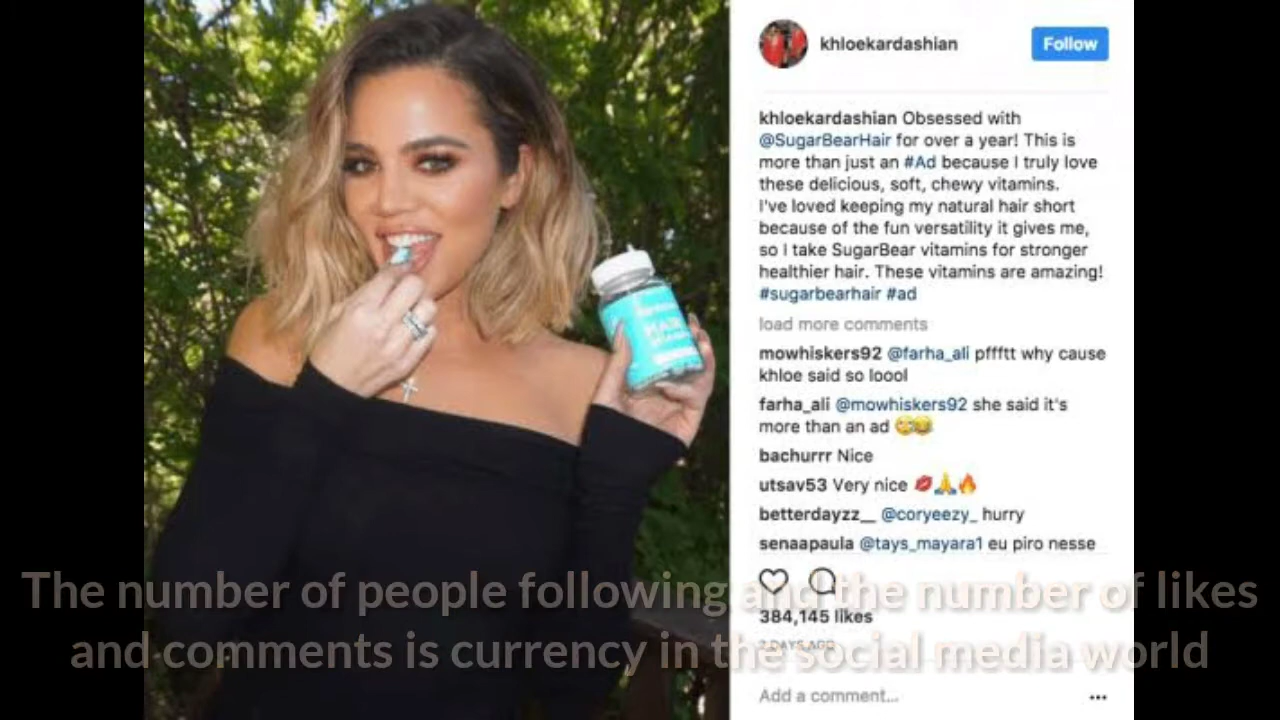 khloekardashian
Follow
khloekardashian Obsessed with
@SugarBearHair for over a year! This is
more than just an #Ad because I truly love
these delicious, soft, chewy vitamins.
I've loved keeping my natural hair short
because of the fun versatility it gives me,
so I take SugarBear vitamins for stronger
healthier hair. These vitamins are amazing!
#sugarbearhair #ad
load more comments
mowhiskers92 @farha_ali pffftt why cause
khloe said so loool
farha_ali @mowhiskers92 she said it's
more than an ad 😳😂
bachurrr Nice
utsav53 Very nice 💋🙏🔥
betterdayzz__ @coryeezy_ hurry
senaapaula @tays_mayara1 eu piro nesse
384,145 likes
2 DAYS AGO
Add a comment...
HAIR
The number of people following and the number of likes
and comments is currency in the social media world